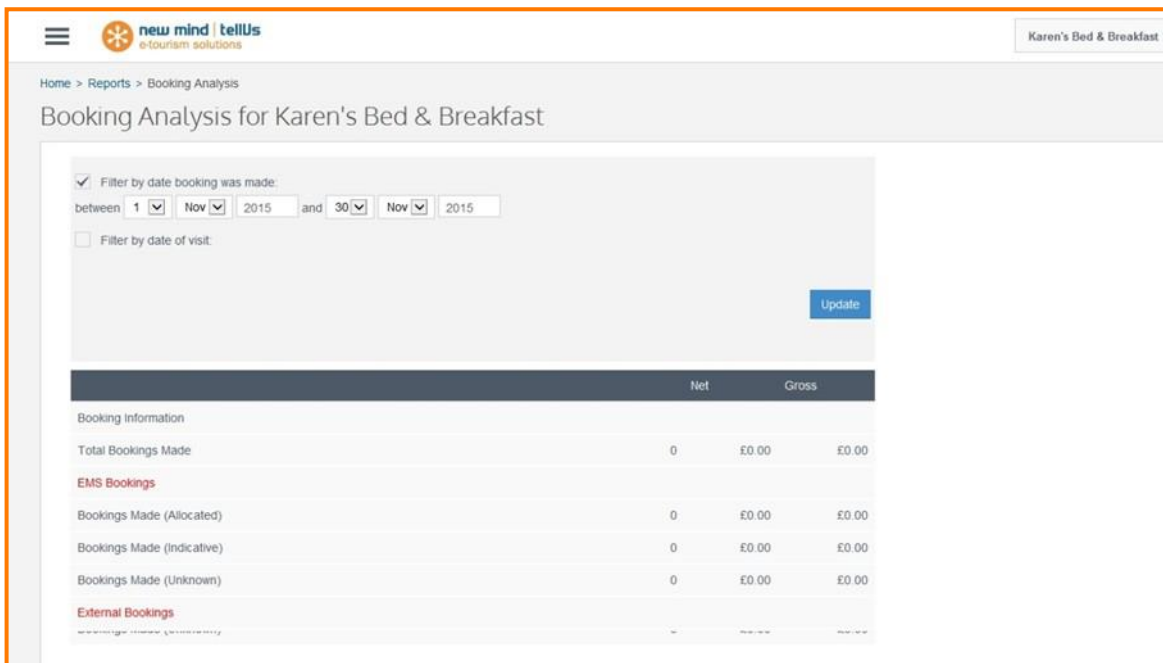 new mind | tellUs
e-tourism solutions
Karen's Bed & Breakfast
Home > Reports > Booking Analysis
Booking Analysis for Karen's Bed & Breakfast
Filter by date booking was made:
between 1 Nov 2015 and 30 Nov 2015
Filter by date of visit:
Update
Net Gross
Booking Information
Total Bookings Made 0 £0.00 £0.00
EMS Bookings
Bookings Made (Allocated) 0 £0.00 £0.00
Bookings Made (Indicative) 0 £0.00 £0.00
Bookings Made (Unknown) 0 £0.00 £0.00
External Bookings